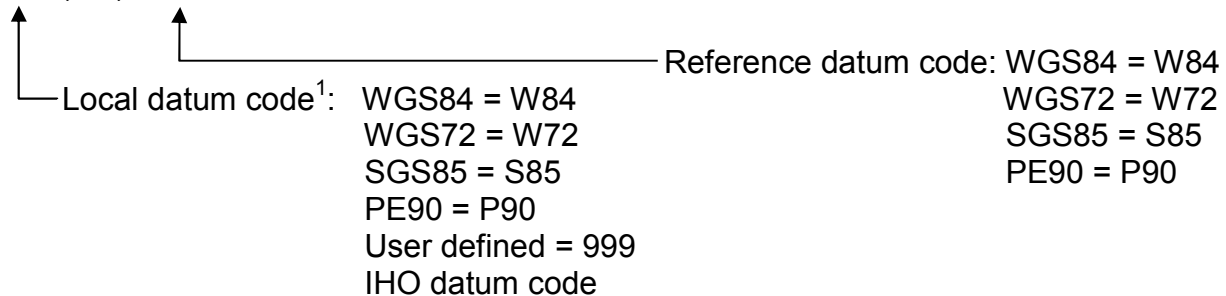 Reference datum code: WGS84 = W84
Local datum code¹: WGS84 = W84 WGS72 = W72
WGS72 = W72 SGS85 = S85
SGS85 = S85 PE90 = P90
PE90 = P90
User defined = 999
IHO datum code